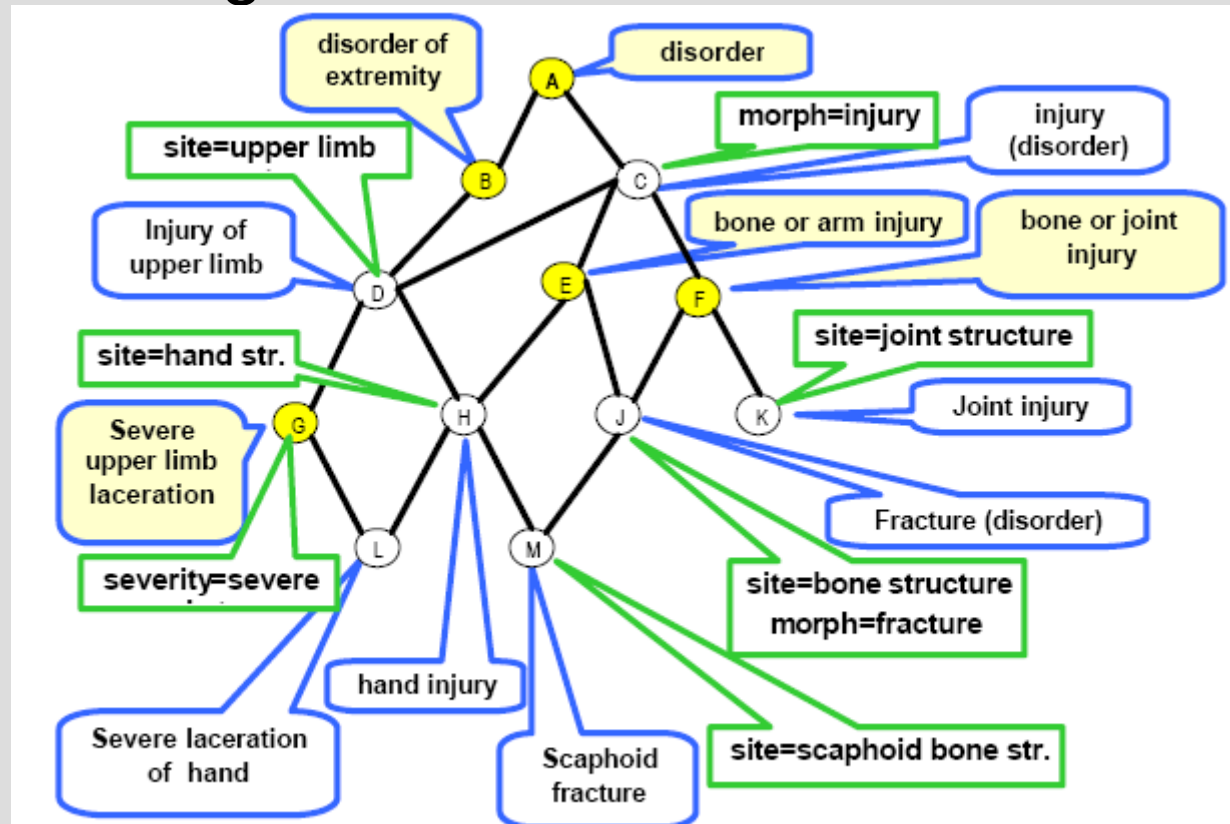 g
disorder of
extremity
A
disorder
site=upper limb
morph=injury
injury
(disorder)
B
C
Injury of
upper limb
bone or arm injury
bone or joint
injury
D
E
F
site=hand str.
site=joint structure
Severe
upper limb
laceration
G
H
J
K
Joint injury
Fracture (disorder)
L
M
severity=severe
site=bone structure
morph=fracture
hand injury
Severe laceration
of hand
Scaphoid
fracture
site=scaphoid bone str.